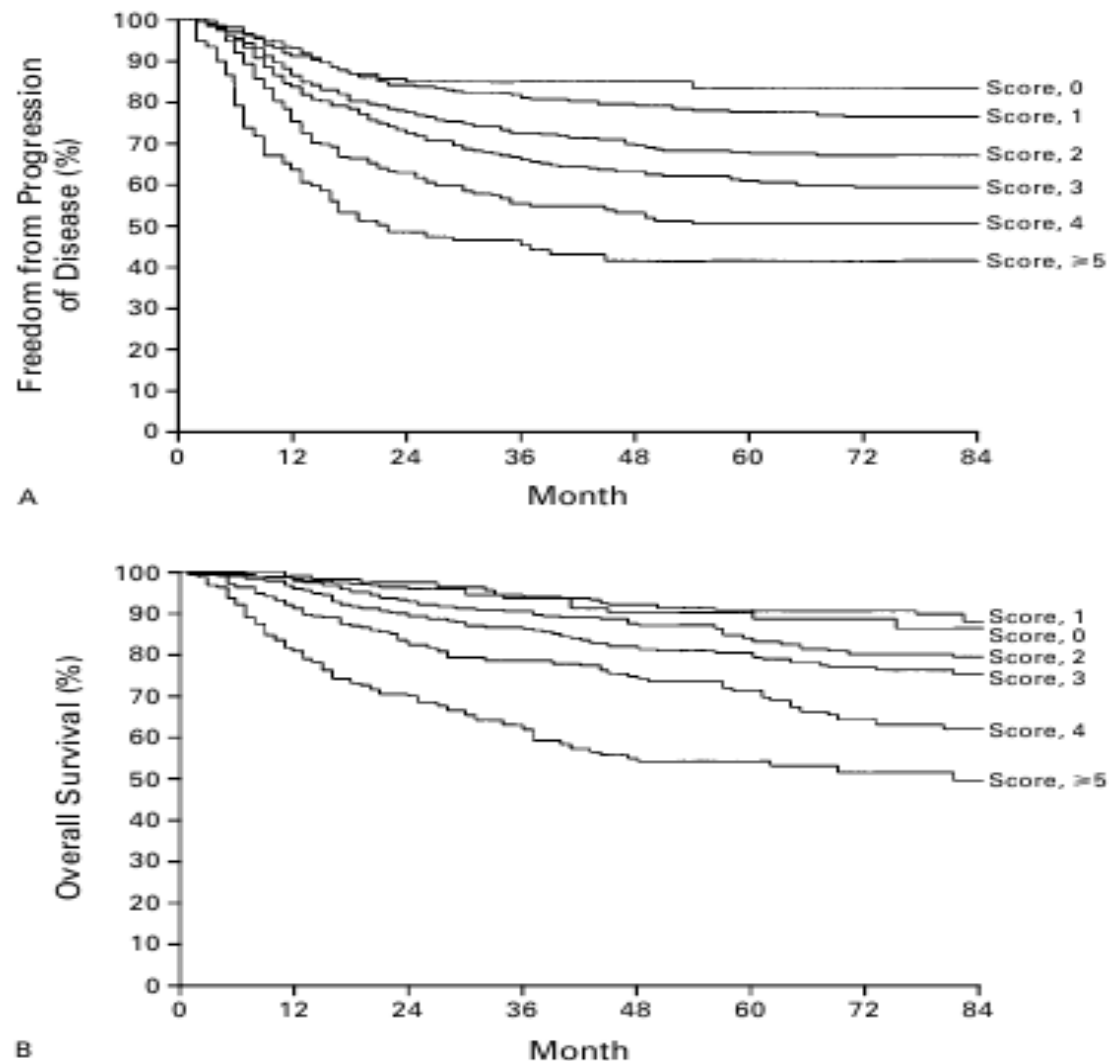 Freedom from Progression
of Disease (%)
100
90
80
70
60
50
40
30
20
10
0
Score, 0
Score, 1
Score, 2
Score, 3
Score, 4
Score, ≥5
0 12 24 36 48 60 72 84
Month
A
Overall Survival (%)
100
90
80
70
60
50
40
30
20
10
0
Score, 1
Score, 0
Score, 2
Score, 3
Score, 4
Score, ≥5
0 12 24 36 48 60 72 84
Month
B